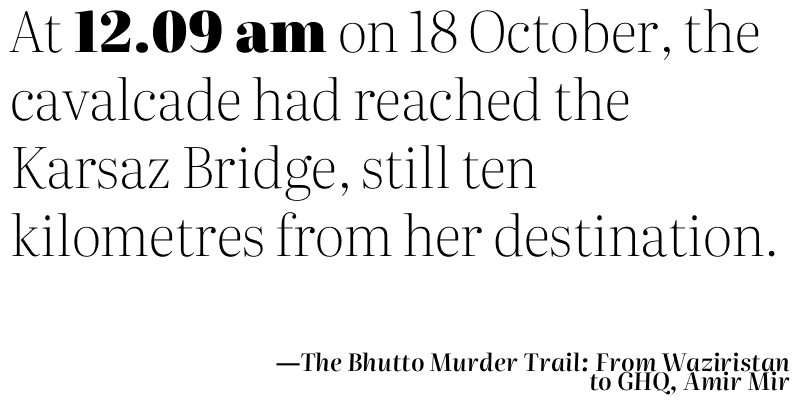 At 12.09 am on 18 October, the
cavalcade had reached the
Karsaz Bridge, still ten
kilometres from her destination.
—The Bhutto Murder Trail: From Waziristan
to GHQ, Amir Mir